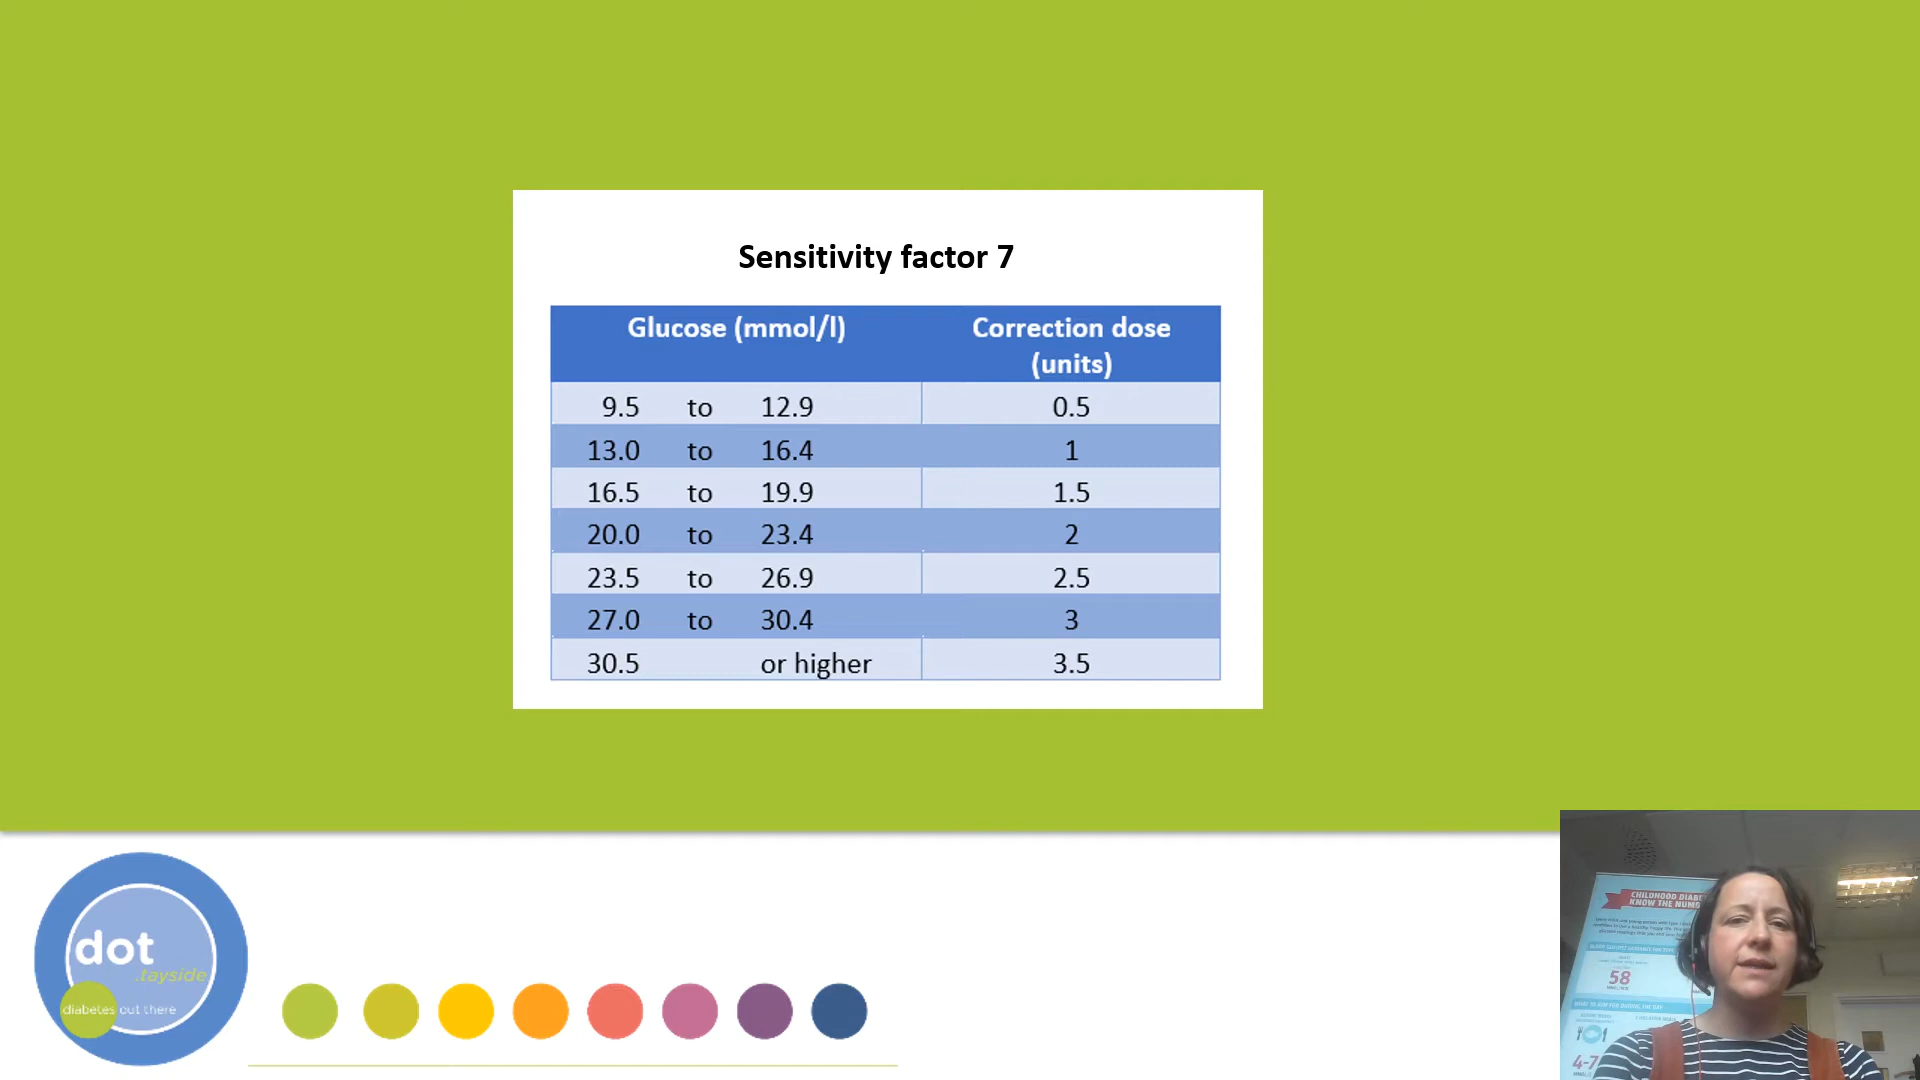 Sensitivity factor 7
Glucose (mmol/l) Correction dose (units)
9.5 to 12.9 0.5
13.0 to 16.4 1
16.5 to 19.9 1.5
20.0 to 23.4 2
23.5 to 26.9 2.5
27.0 to 30.4 3
30.5 or higher 3.5
dot
.tayside
diabetes out there
CHILDHOOD
KNOW THE
58
4-7